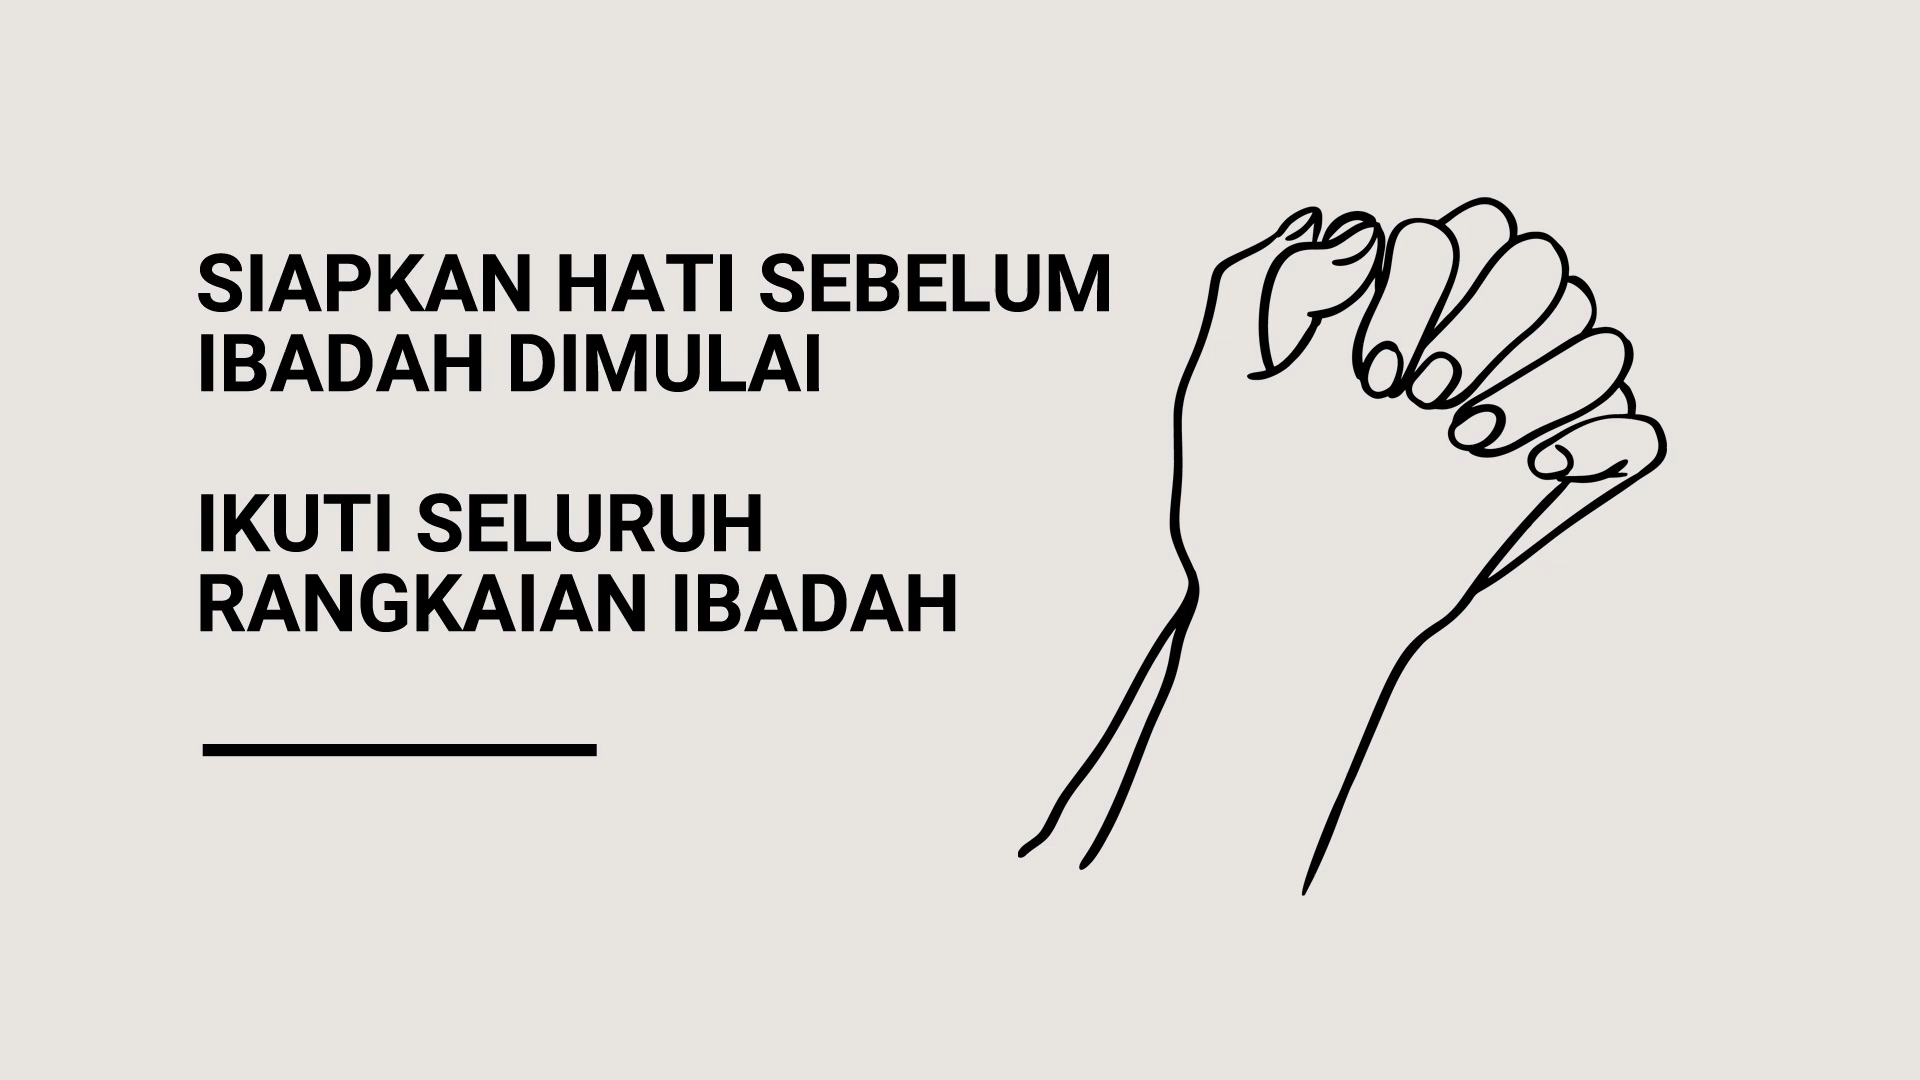 SIAPKAN HATI SEBELUM
IBADAH DIMULAI
IKUTI SELURUH
RANGKAIAN IBADAH